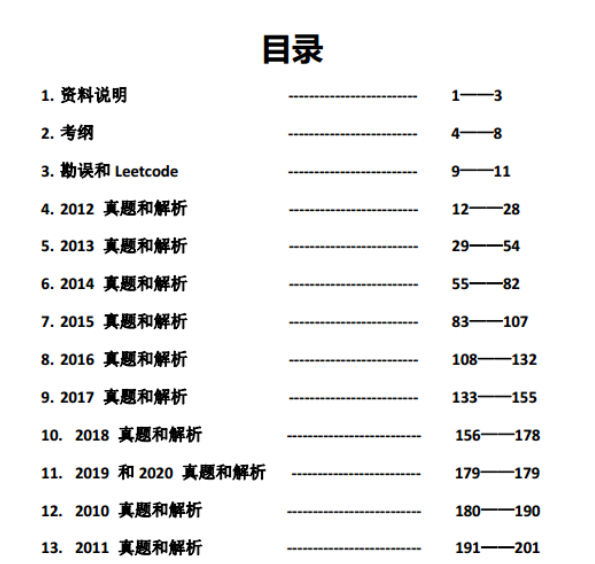 目录
1. 资料说明 ------------------------- 1——3
2. 考纲 ------------------------- 4——8
3. 勘误和 Leetcode ------------------------- 9——11
4. 2012 真题和解析 ------------------------- 12——28
5. 2013 真题和解析 ------------------------- 29——54
6. 2014 真题和解析 ------------------------- 55——82
7. 2015 真题和解析 ------------------------- 83——107
8. 2016 真题和解析 ------------------------- 108——132
9. 2017 真题和解析 ------------------------- 133——155
10. 2018 真题和解析 -------------------------- 156——178
11. 2019 和 2020 真题和解析 ------------------------- 179——179
12. 2010 真题和解析 -------------------------- 180——190
13. 2011 真题和解析 -------------------------- 191——201